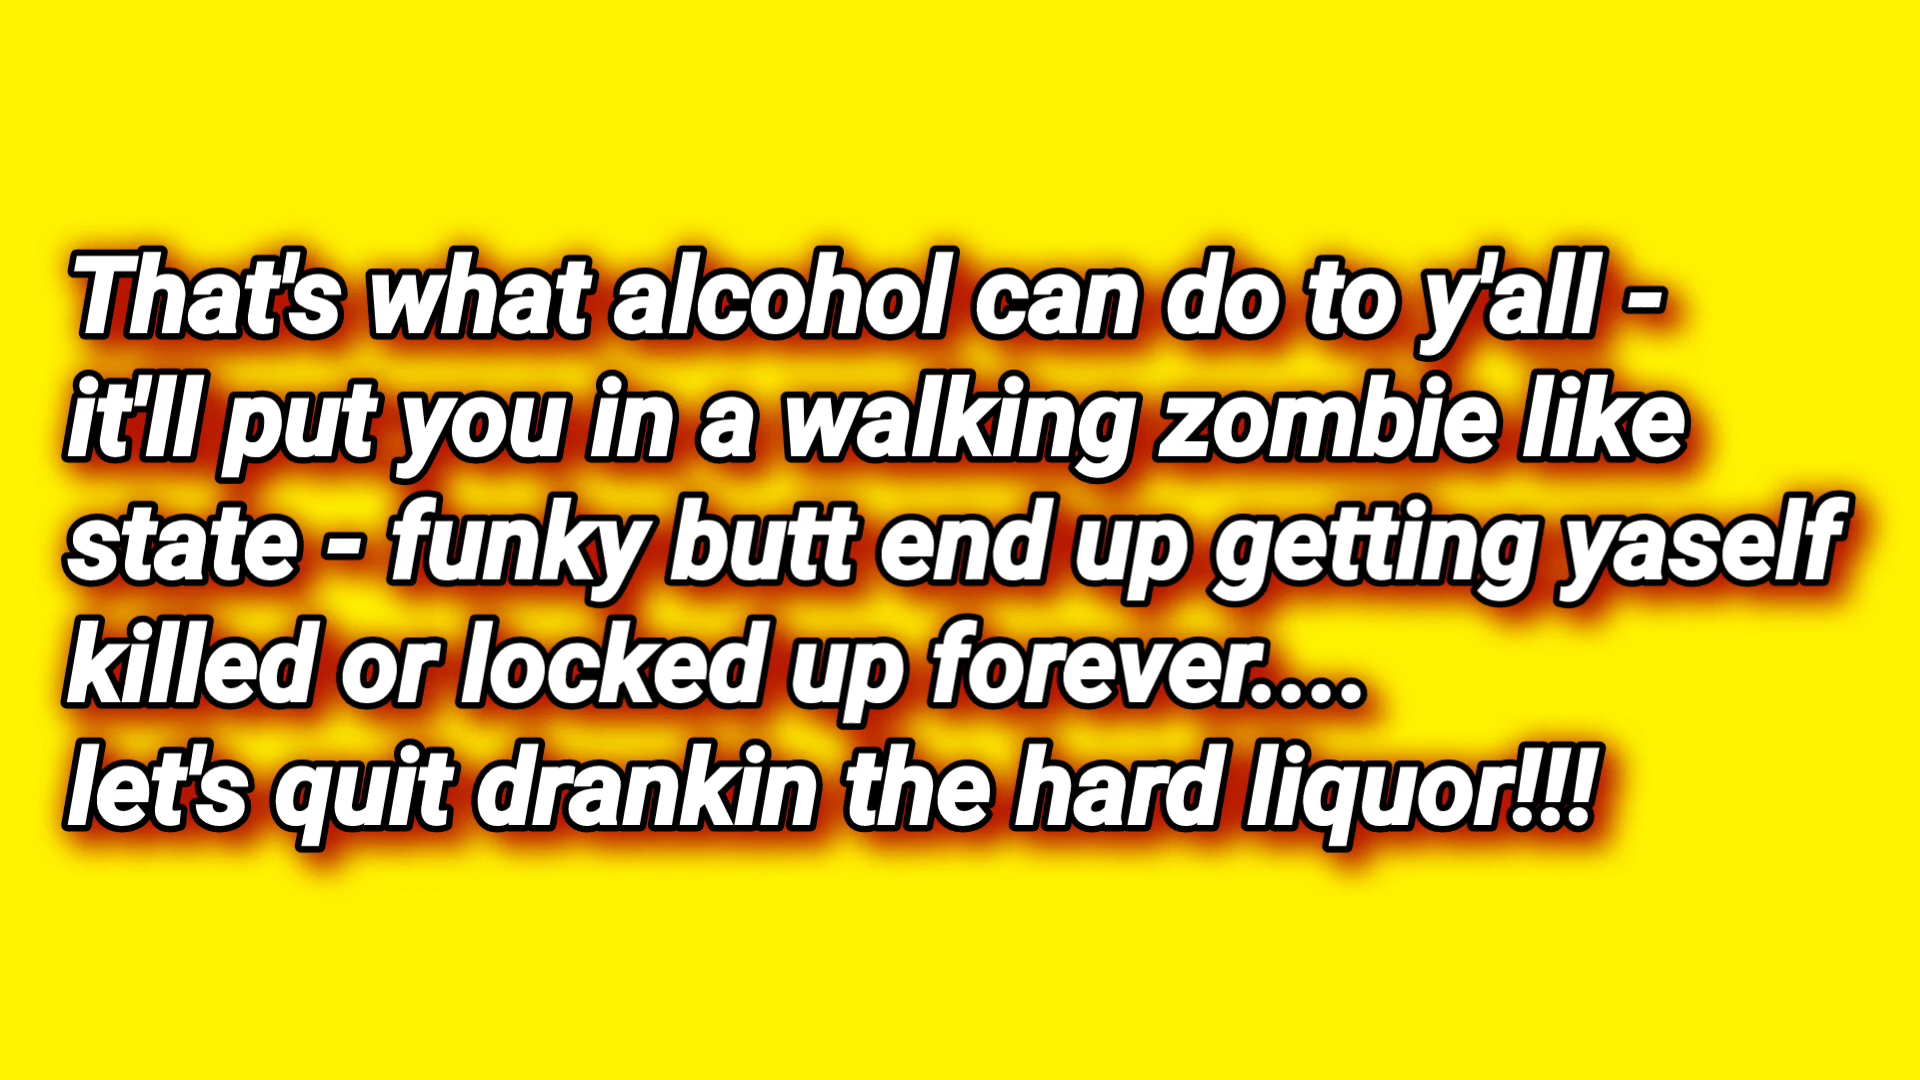 That's what alcohol can do to y'all -
it'll put you in a walking zombie like
state - funky butt end up getting yaself
killed or locked up forever....
let's quit drankin the hard liquor!!!